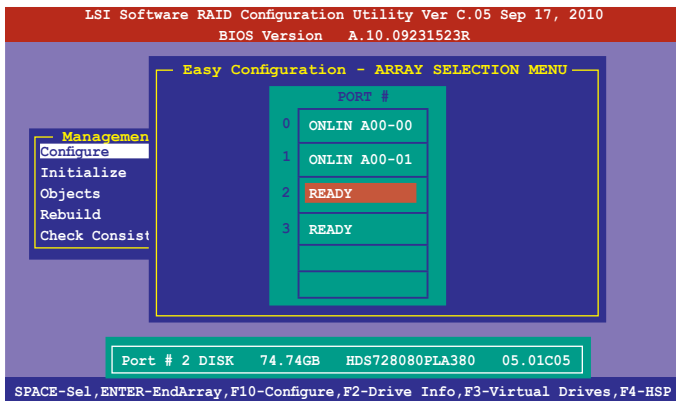 LSI Software RAID Configuration Utility Ver C.05 Sep 17, 2010
BIOS Version A.10.09231523R
Easy Configuration - ARRAY SELECTION MENU
PORT #
0 ONLIN A00-00
1 ONLIN A00-01
2 READY
3 READY
Managemen
Configure
Initialize
Objects
Rebuild
Check Consist
Port # 2 DISK 74.74GB HDS728080PLA380 05.01C05
SPACE-Sel,ENTER-EndArray,F10-Configure,F2-Drive Info,F3-Virtual Drives,F4-HSP